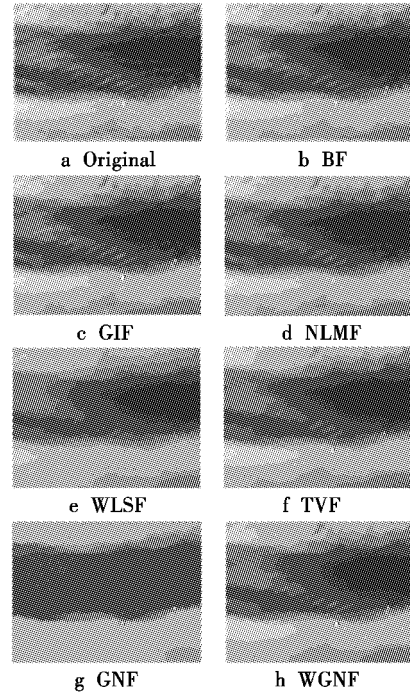 a Original
b BF
c GIF
d NLMF
e WLSF
f TVF
g GNF
h WGNF